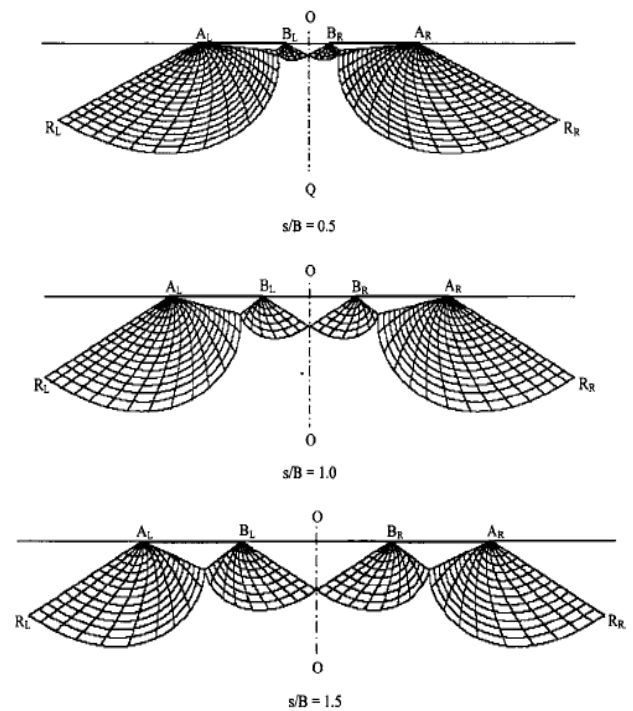 O
A_L B_L B_R A_R
R_L R_R
Q
s/B = 0.5
O
A_L B_L B_R A_R
R_L R_R
O
s/B = 1.0
O
A_L B_L B_R A_R
R_L R_R
O
s/B = 1.5